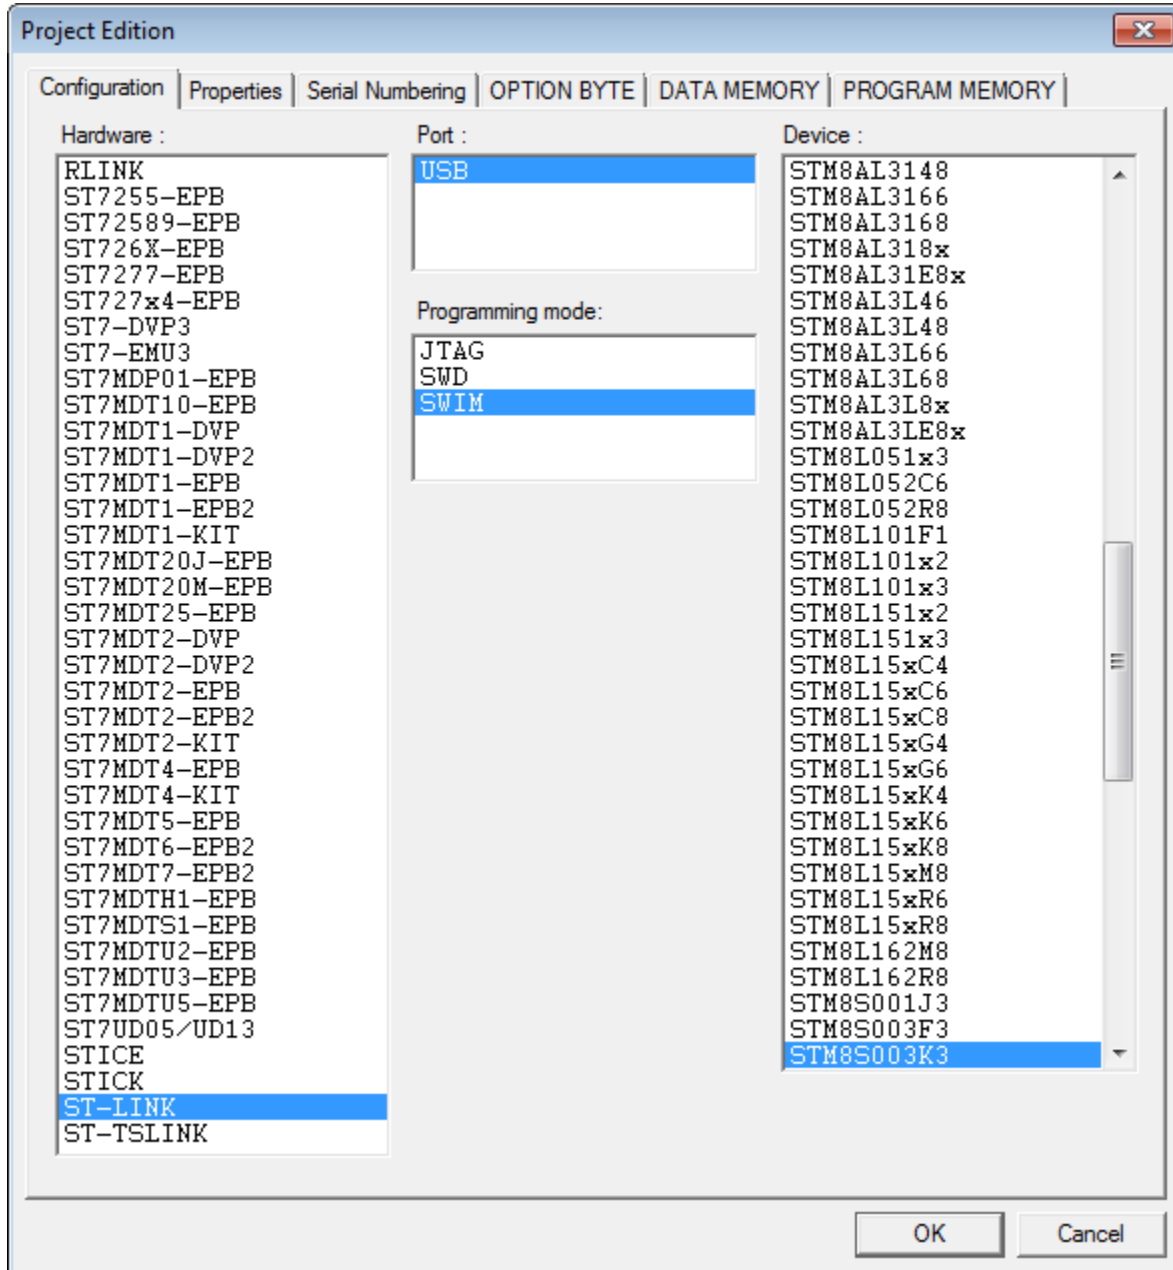 Project Edition
Configuration
Properties
Serial Numbering
OPTION BYTE
DATA MEMORY
PROGRAM MEMORY
Hardware :
RLINK
ST7255-EPB
ST72589-EPB
ST726X-EPB
ST7277-EPB
ST727x4-EPB
ST7-DVP3
ST7-EMU3
ST7MDP01-EPB
ST7MDT10-EPB
ST7MDT1-DVP
ST7MDT1-DVP2
ST7MDT1-EPB
ST7MDT1-EPB2
ST7MDT1-KIT
ST7MDT20J-EPB
ST7MDT20M-EPB
ST7MDT25-EPB
ST7MDT2-DVP
ST7MDT2-DVP2
ST7MDT2-EPB
ST7MDT2-EPB2
ST7MDT2-KIT
ST7MDT4-EPB
ST7MDT4-KIT
ST7MDT5-EPB
ST7MDT6-EPB2
ST7MDT7-EPB2
ST7MDTH1-EPB
ST7MDTS1-EPB
ST7MDTU2-EPB
ST7MDTU3-EPB
ST7MDTU5-EPB
ST7UD05/UD13
STICE
STICK
ST-LINK
ST-TSLINK
Port :
USB
Programming mode:
JTAG
SWD
SWIM
Device :
STM8AL3148
STM8AL3166
STM8AL3168
STM8AL318x
STM8AL31E8x
STM8AL3L46
STM8AL3L48
STM8AL3L66
STM8AL3L68
STM8AL3L8x
STM8AL3LE8x
STM8L051x3
STM8L052C6
STM8L052R8
STM8L101F1
STM8L101x2
STM8L101x3
STM8L151x2
STM8L151x3
STM8L15xC4
STM8L15xC6
STM8L15xC8
STM8L15xG4
STM8L15xG6
STM8L15xK4
STM8L15xK6
STM8L15xK8
STM8L15xM8
STM8L15xR6
STM8L15xR8
STM8L162M8
STM8L162R8
STM8S001J3
STM8S003F3
STM8S003K3
OK
Cancel